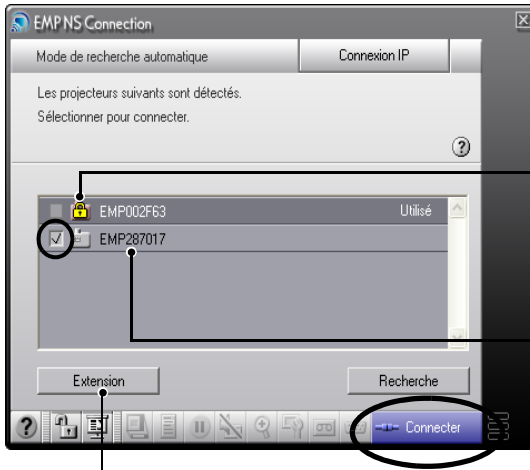 EMP NS Connection
Mode de recherche automatique
Connexion IP
Les projecteurs suivants sont détectés.
Sélectionner pour connecter.
EMP002F63 Utilisé
EMP287017
Extension
Recherche
Connecter